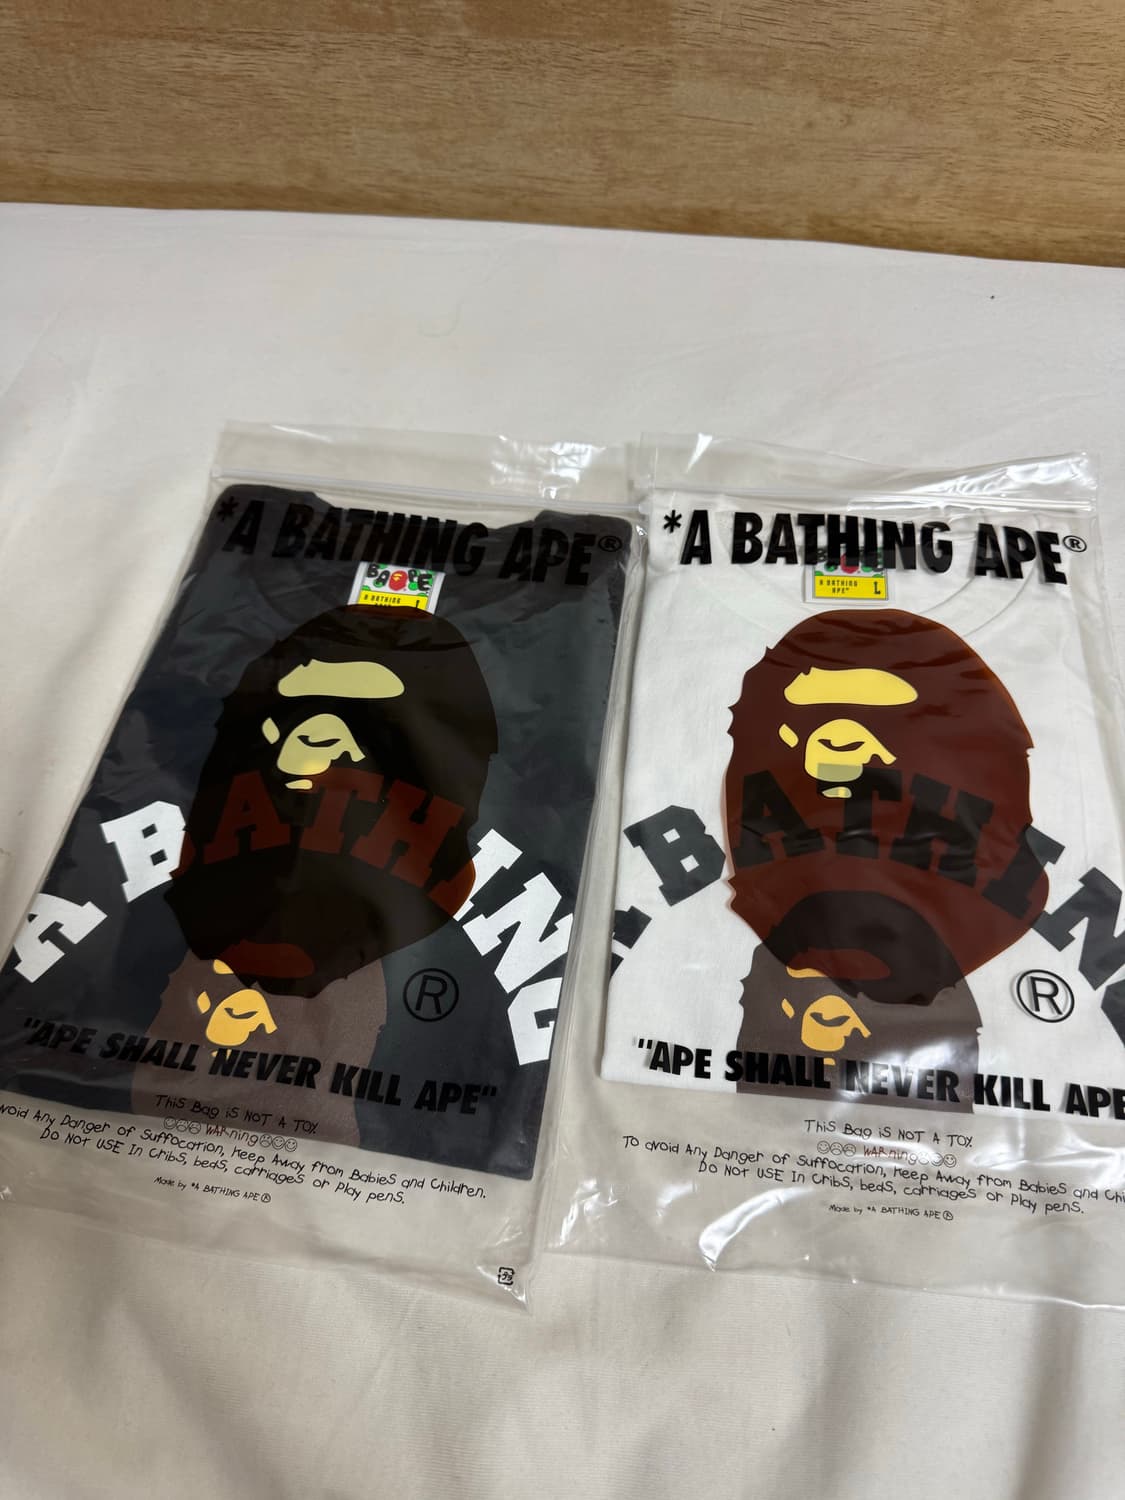 *A BATHING APE®
BAPE
A BATHING
APE
L
A BATHING
®
"APE SHALL NEVER KILL APE"
This Bag is NOT A TOY.
WARning
void Any Danger of Suffocation, Keep Away from Babies and Children.
Do NOT USE In Cribs, beds, carriages or Play pens.
Made by *A BATHING APE®
プラ
*A BATHING APE®
A BATHING
APE"
L
BATHIN
®
"APE SHALL NEVER KILL APE
This Bag is NOT A TOY
WARning
To avoid Any Danger of Suffocation, Keep Away from Babies and Chi
Do NOT USE In Cribs, beds, carriages or Play pens.
Made by *A BATHING APE®